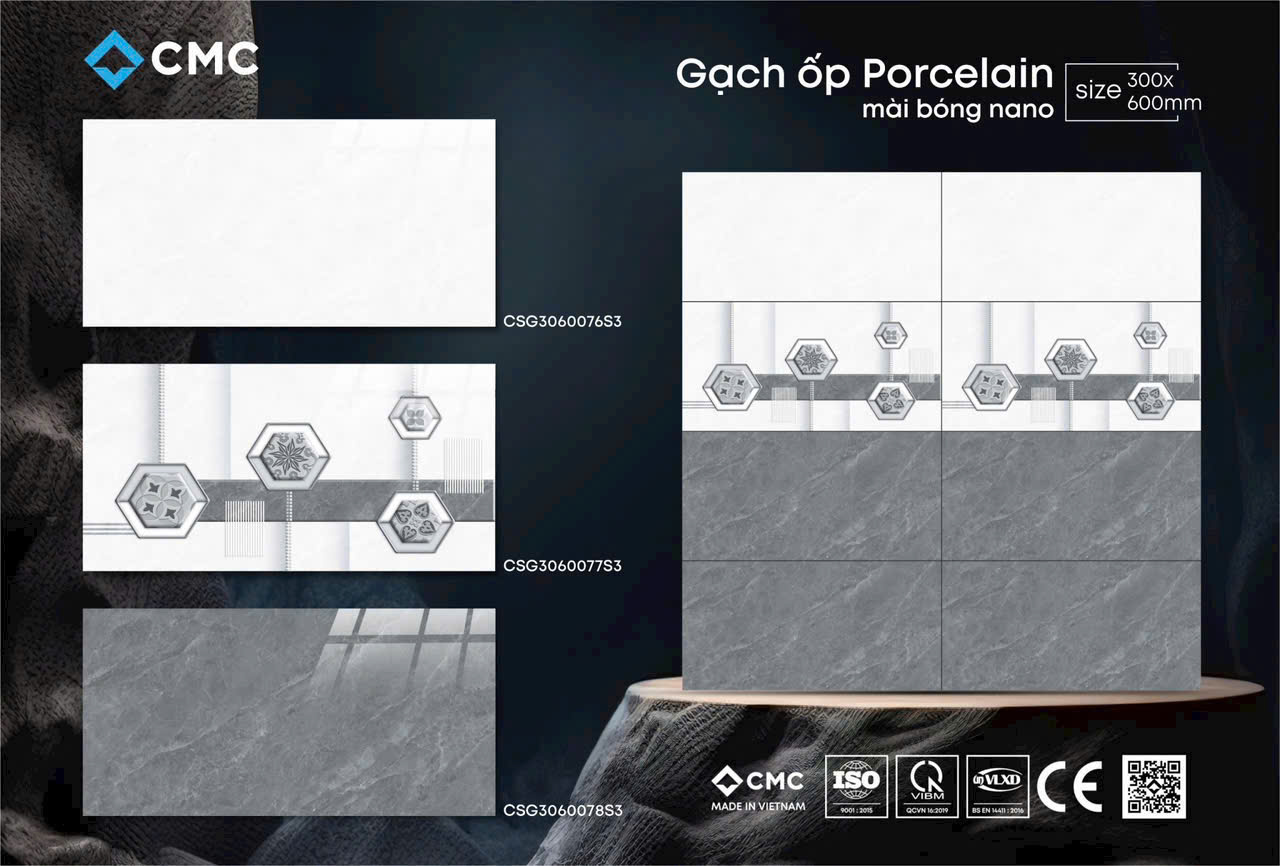 CMC
Gạch ốp Porcelain
mài bóng nano
size 300x
600mm
CSG3060076S3
CSG3060077S3
CSG3060078S3
CMC
MADE IN VIETNAM
ISO
9001 : 2015
VIBM
QCVN 16:2019
VLXD
BS EN 14411 : 2016
CE